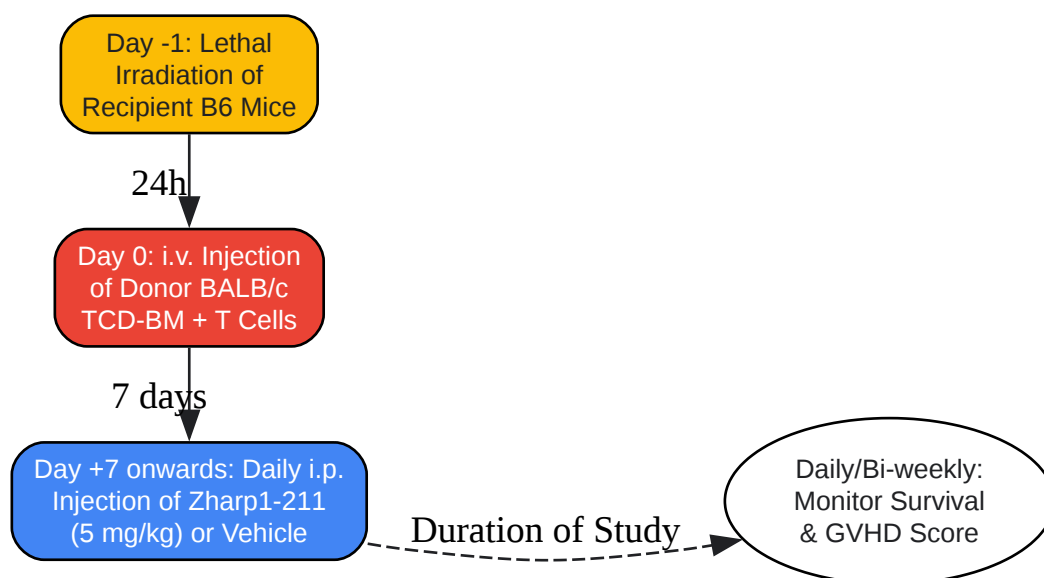 Day -1: Lethal
Irradiation of
Recipient B6 Mice
24h
Day 0: i.v. Injection
of Donor BALB/c
TCD-BM + T Cells
7 days
Day +7 onwards: Daily i.p.
Injection of Zharp1-211
(5 mg/kg) or Vehicle
Duration of Study
Daily/Bi-weekly:
Monitor Survival
& GVHD Score